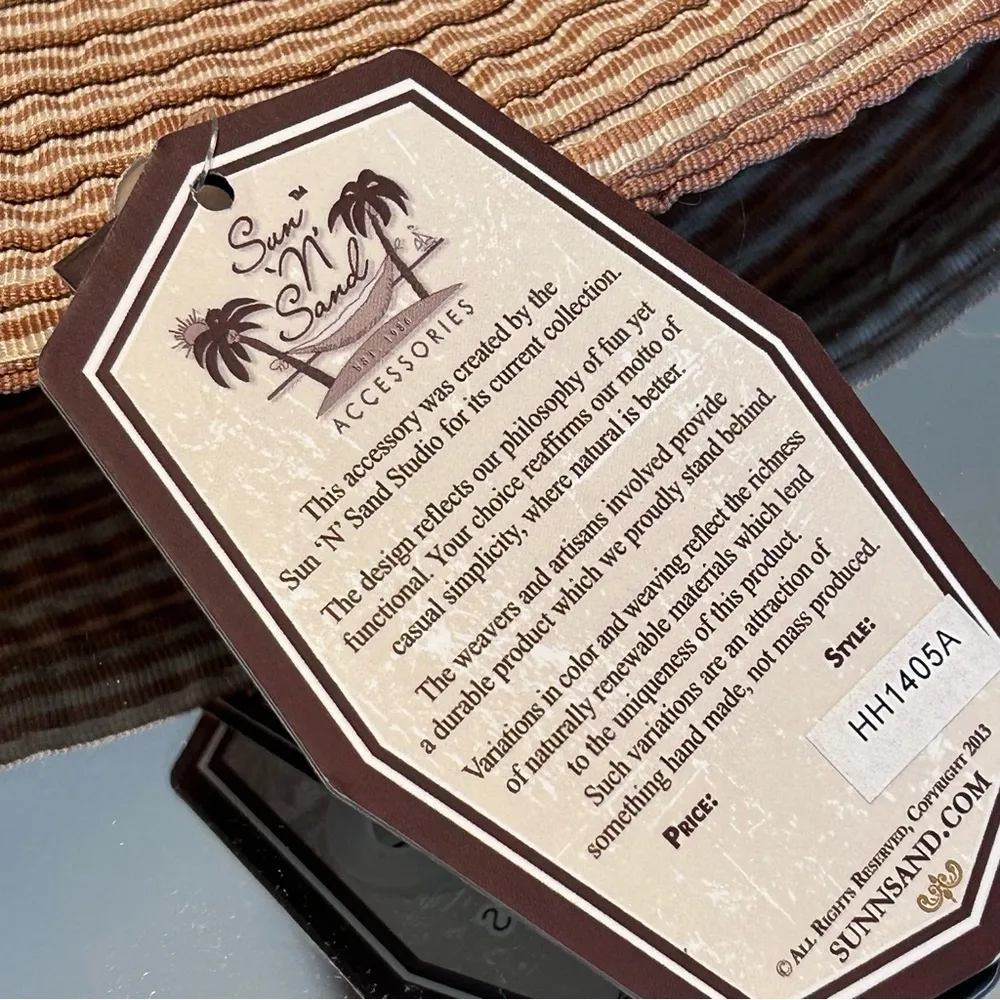 Sun™
'N'
Sand
EST 1986
ACCESSORIES
This accessory was created by the
Sun 'N' Sand Studio for its current collection.
The design reflects our philosophy of fun yet
functional. Your choice reaffirms our motto of
casual simplicity, where natural is better.
The weavers and artisans involved provide
a durable product which we proudly stand behind.
Variations in color and weaving reflect the richness
of naturally renewable materials which lend
to the uniqueness of this product.
Such variations are an attraction of
something hand made, not mass produced.
PRICE:
STYLE:
HH1405A
© ALL RIGHTS RESERVED, COPYRIGHT 2013
SUNNSAND.COM